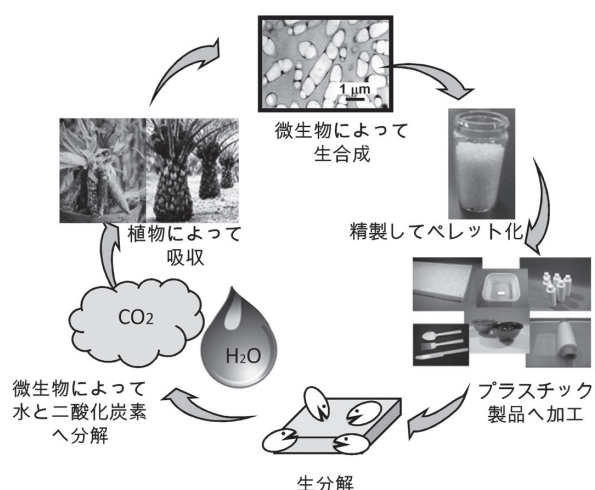 1 μm
微生物によって
生合成
精製してペレット化
プラスチック
製品へ加工
生分解
微生物によって
水と二酸化炭素
へ分解
CO2
H2O
植物によって
吸収